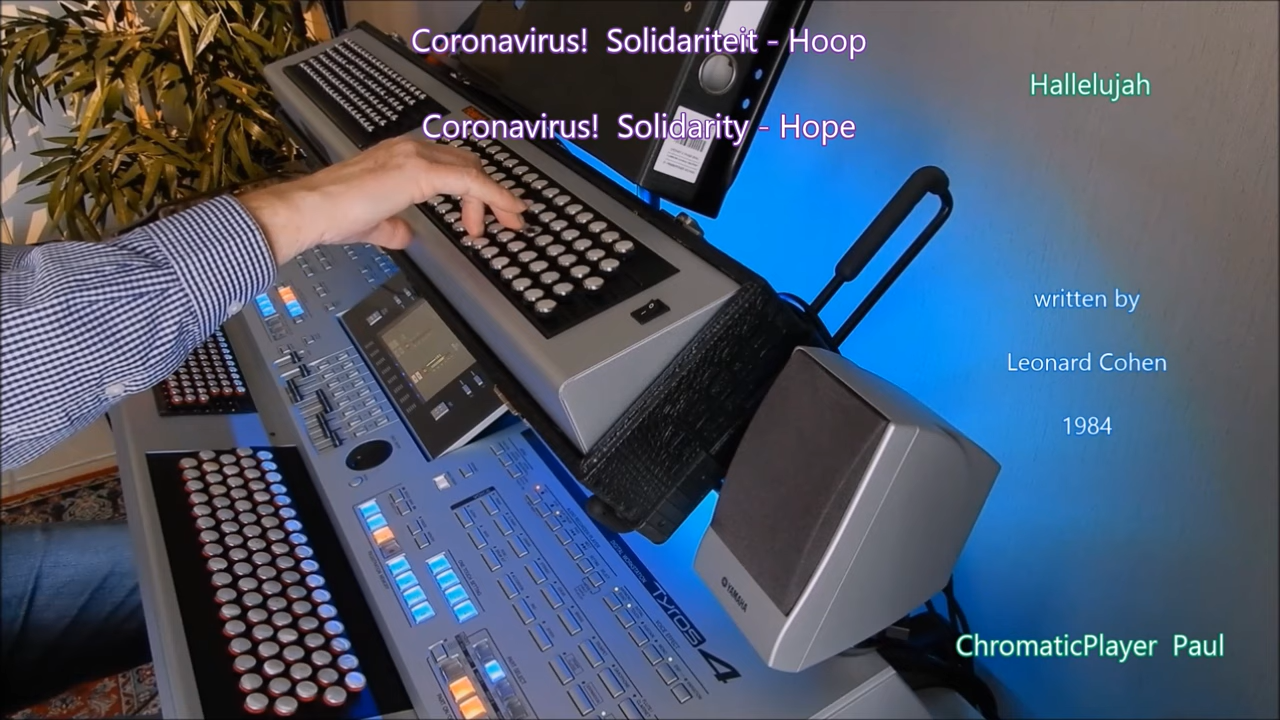 Coronavirus! Solidariteit - Hoop
Hallelujah
Coronavirus! Solidarity - Hope
written by
Leonard Cohen
1984
YAMAHA
TYROS 4
ChromaticPlayer Paul